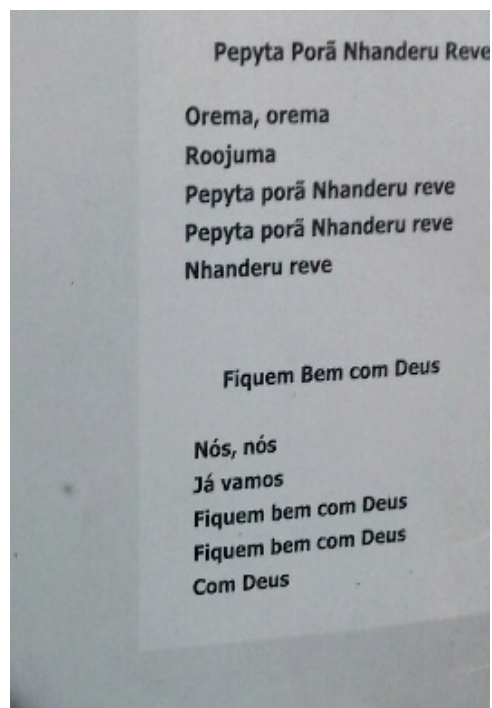 Pepyta Porã Nhanderu Reve
Orema, orema
Roojuma
Pepyta porã Nhanderu reve
Pepyta porã Nhanderu reve
Nhanderu reve
Fiquem Bem com Deus
Nós, nós
Já vamos
Fiquem bem com Deus
Fiquem bem com Deus
Com Deus